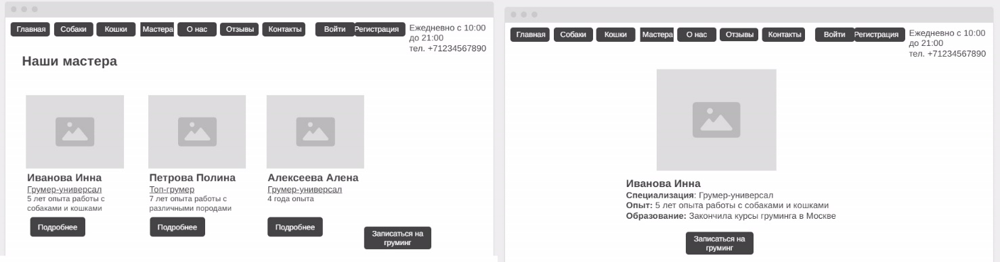 Главная Собаки Кошки Мастера О нас Отзывы Контакты Войти Регистрация
Ежедневно с 10:00
до 21:00
тел. +71234567890
Наши мастера
Иванова Инна
Грумер-универсал
5 лет опыта работы с
собаками и кошками
Подробнее
Петрова Полина
Топ-грумер
7 лет опыта работы с
различными породами
Подробнее
Алексеева Алена
Грумер-универсал
4 года опыта
Подробнее
Записаться на
груминг
Главная Собаки Кошки Мастера О нас Отзывы Контакты Войти Регистрация
Ежедневно с 10:00
до 21:00
тел. +71234567890
Иванова Инна
Специализация: Грумер-универсал
Опыт: 5 лет опыта работы с собаками и кошками
Образование: Закончила курсы груминга в Москве
Записаться на
груминг